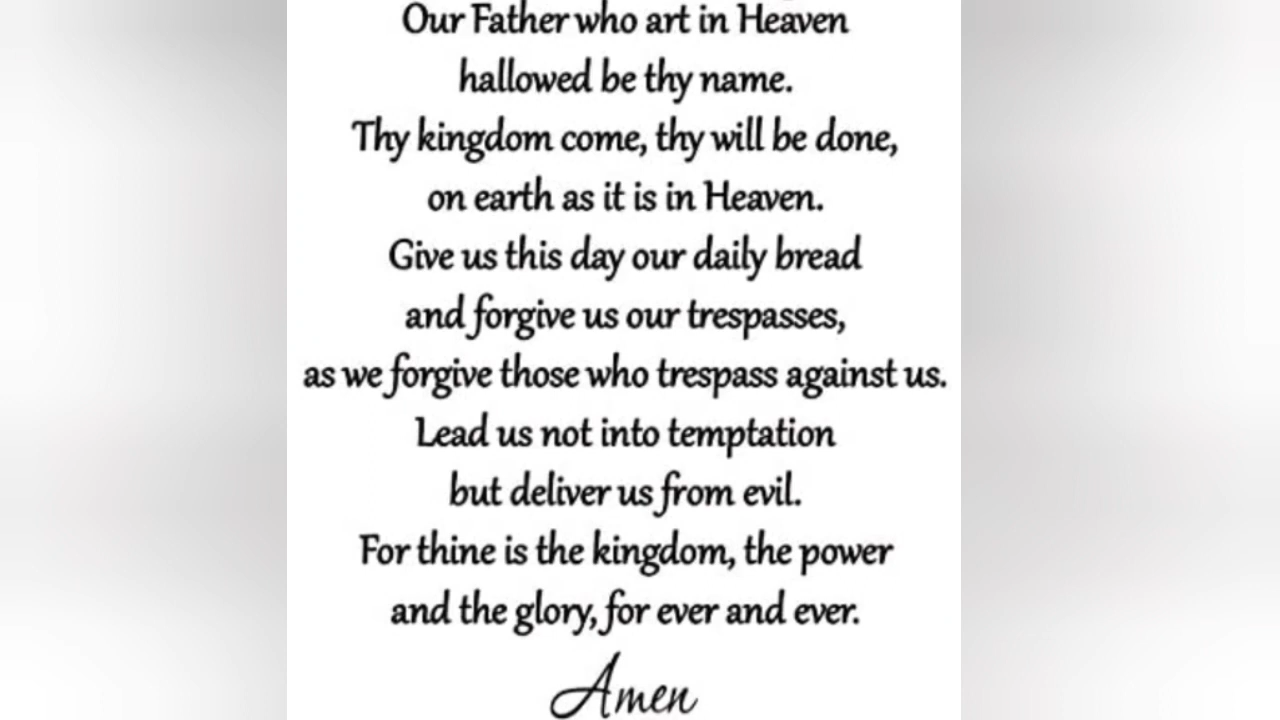 Our Father who art in Heaven
hallowed be thy name.
Thy kingdom come, thy will be done,
on earth as it is in Heaven.
Give us this day our daily bread
and forgive us our trespasses,
as we forgive those who trespass against us.
Lead us not into temptation
but deliver us from evil.
For thine is the kingdom, the power
and the glory, for ever and ever.
Amen